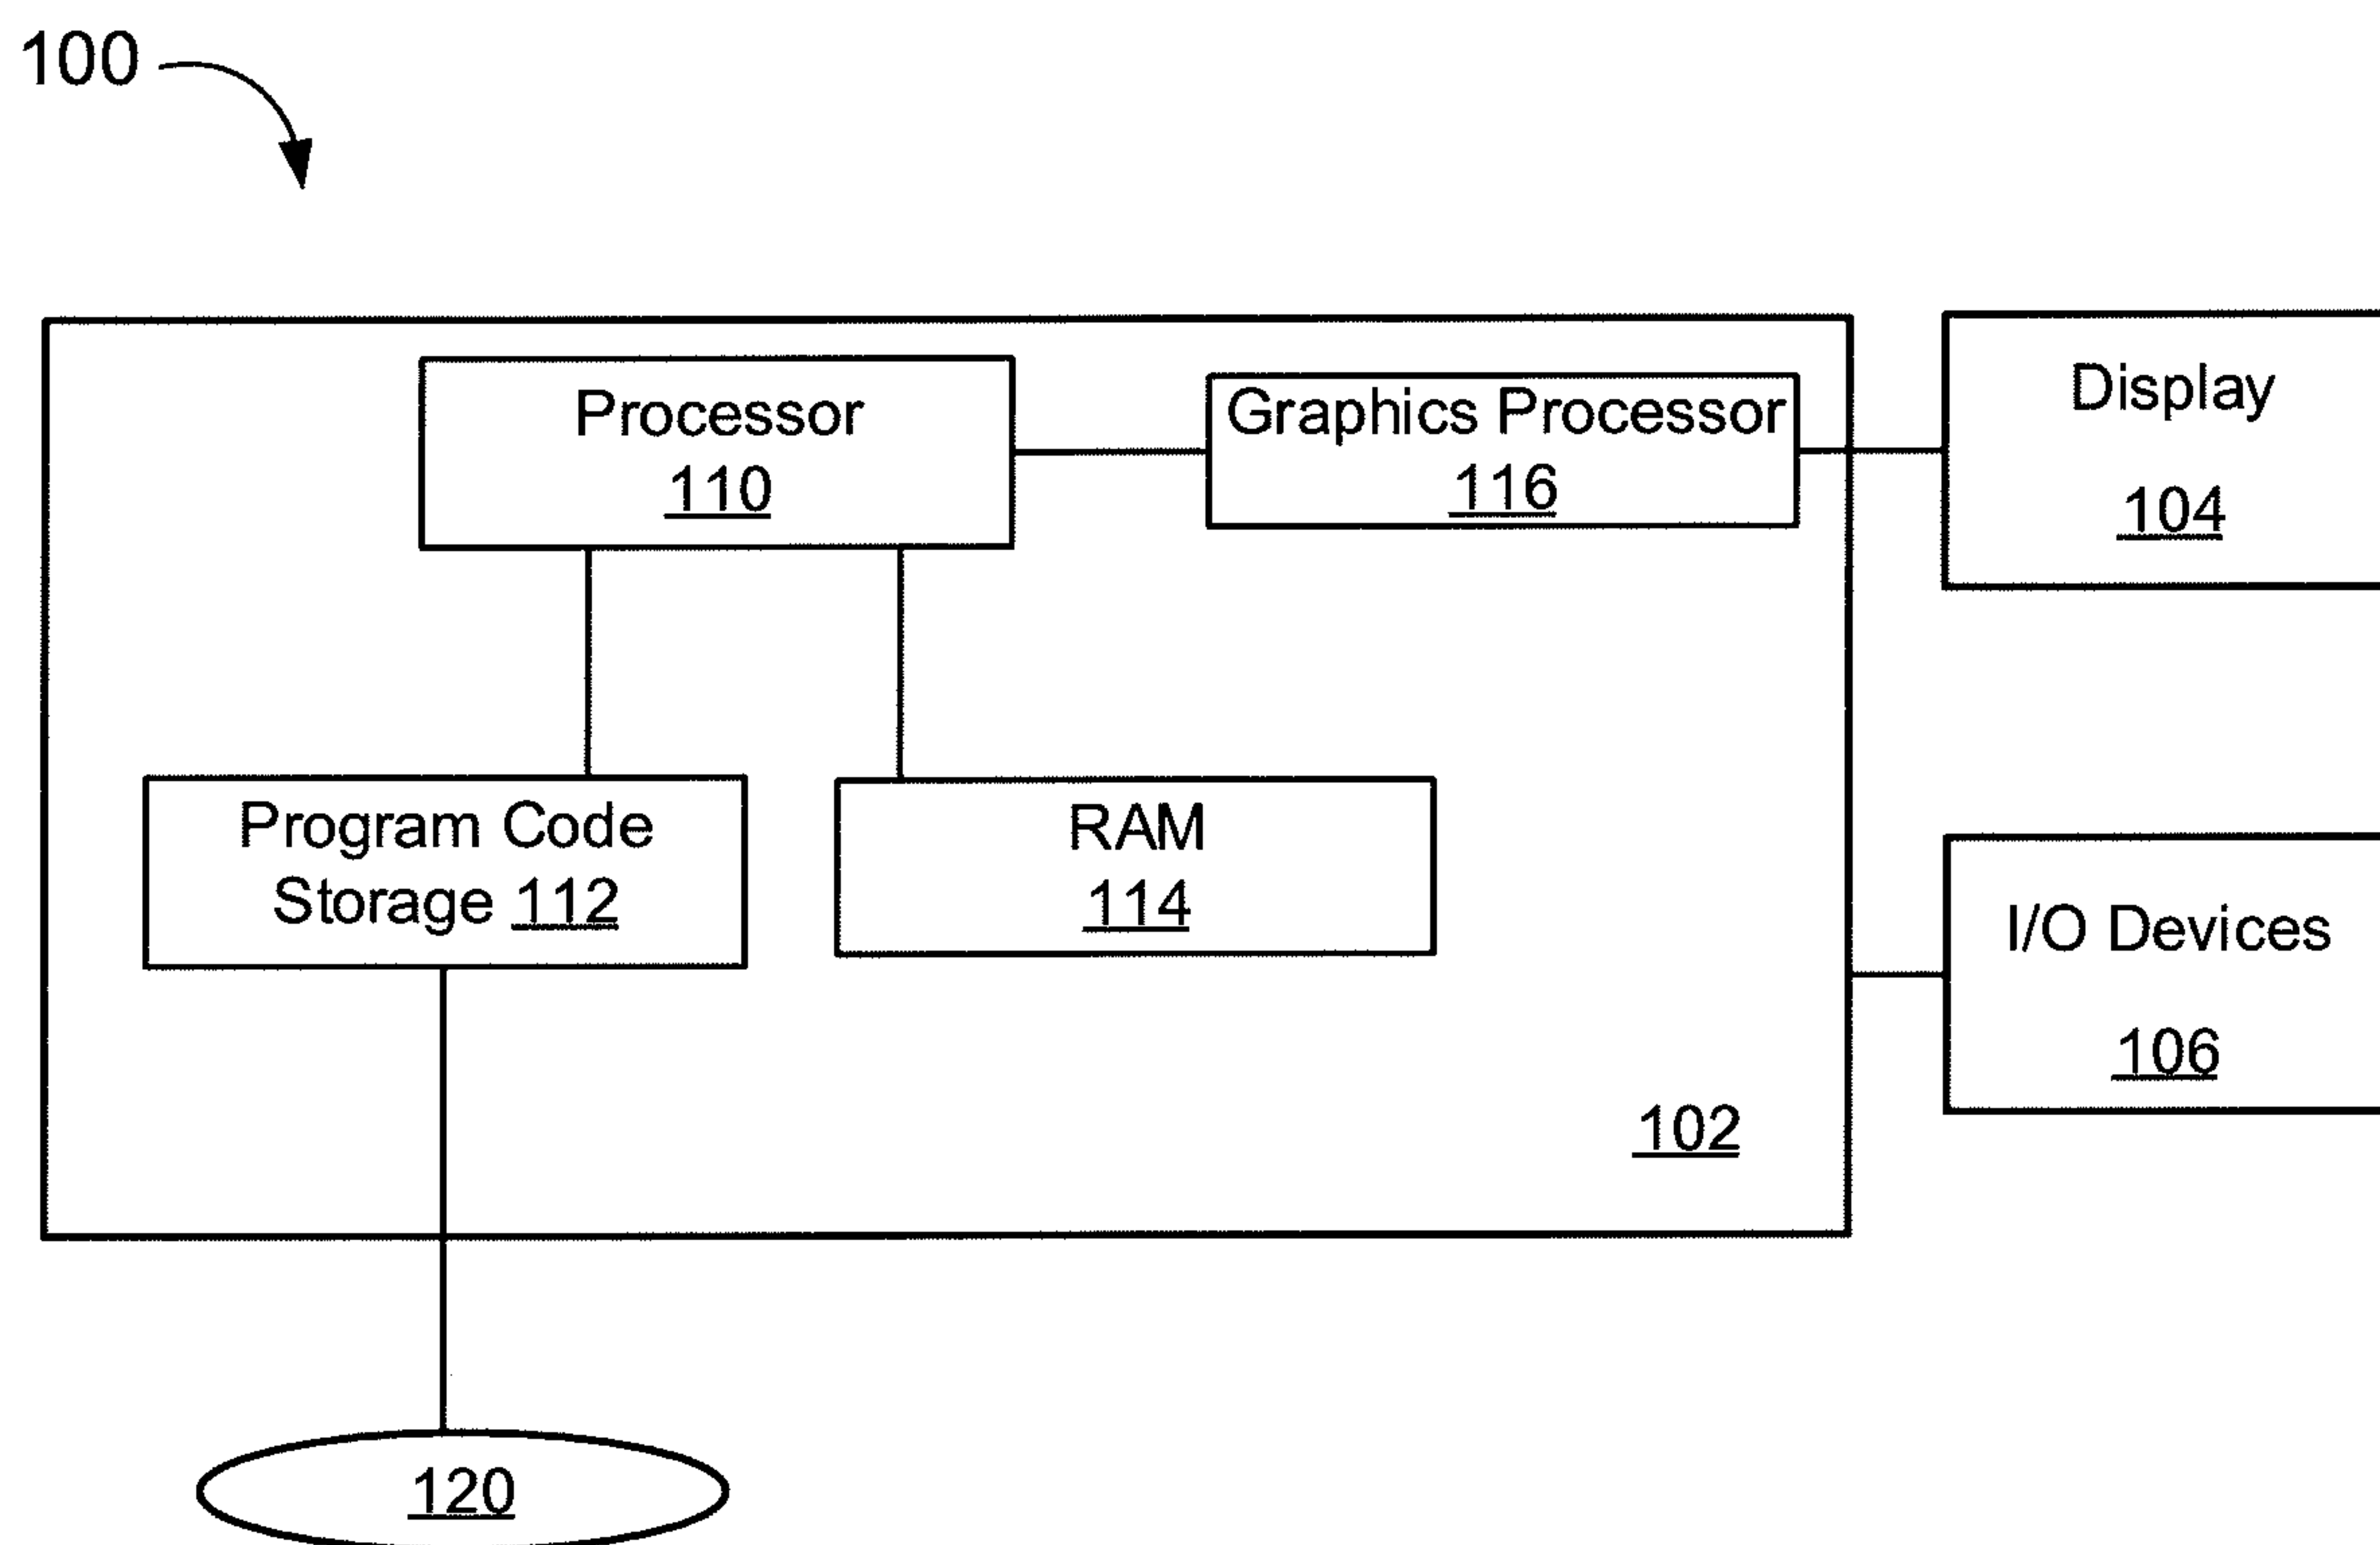 100
Processor
110
Graphics Processor
116
Display
104
Program Code
Storage 112
RAM
114
I/O Devices
106
102
120